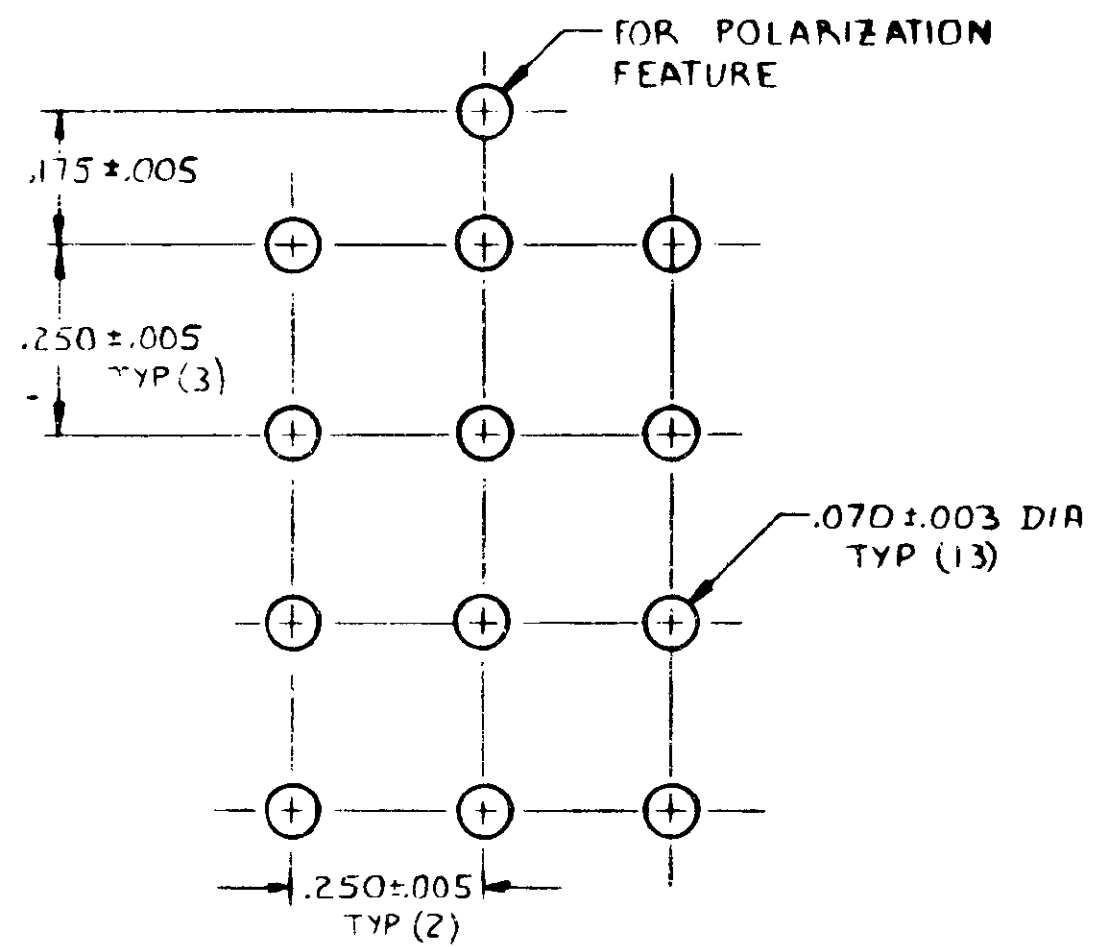 FOR POLARIZATION
FEATURE
.175 ±.005
.250 ±.005
TYP (3)
.070 ±.003 DIA
TYP (13)
.250±.005
TYP (2)